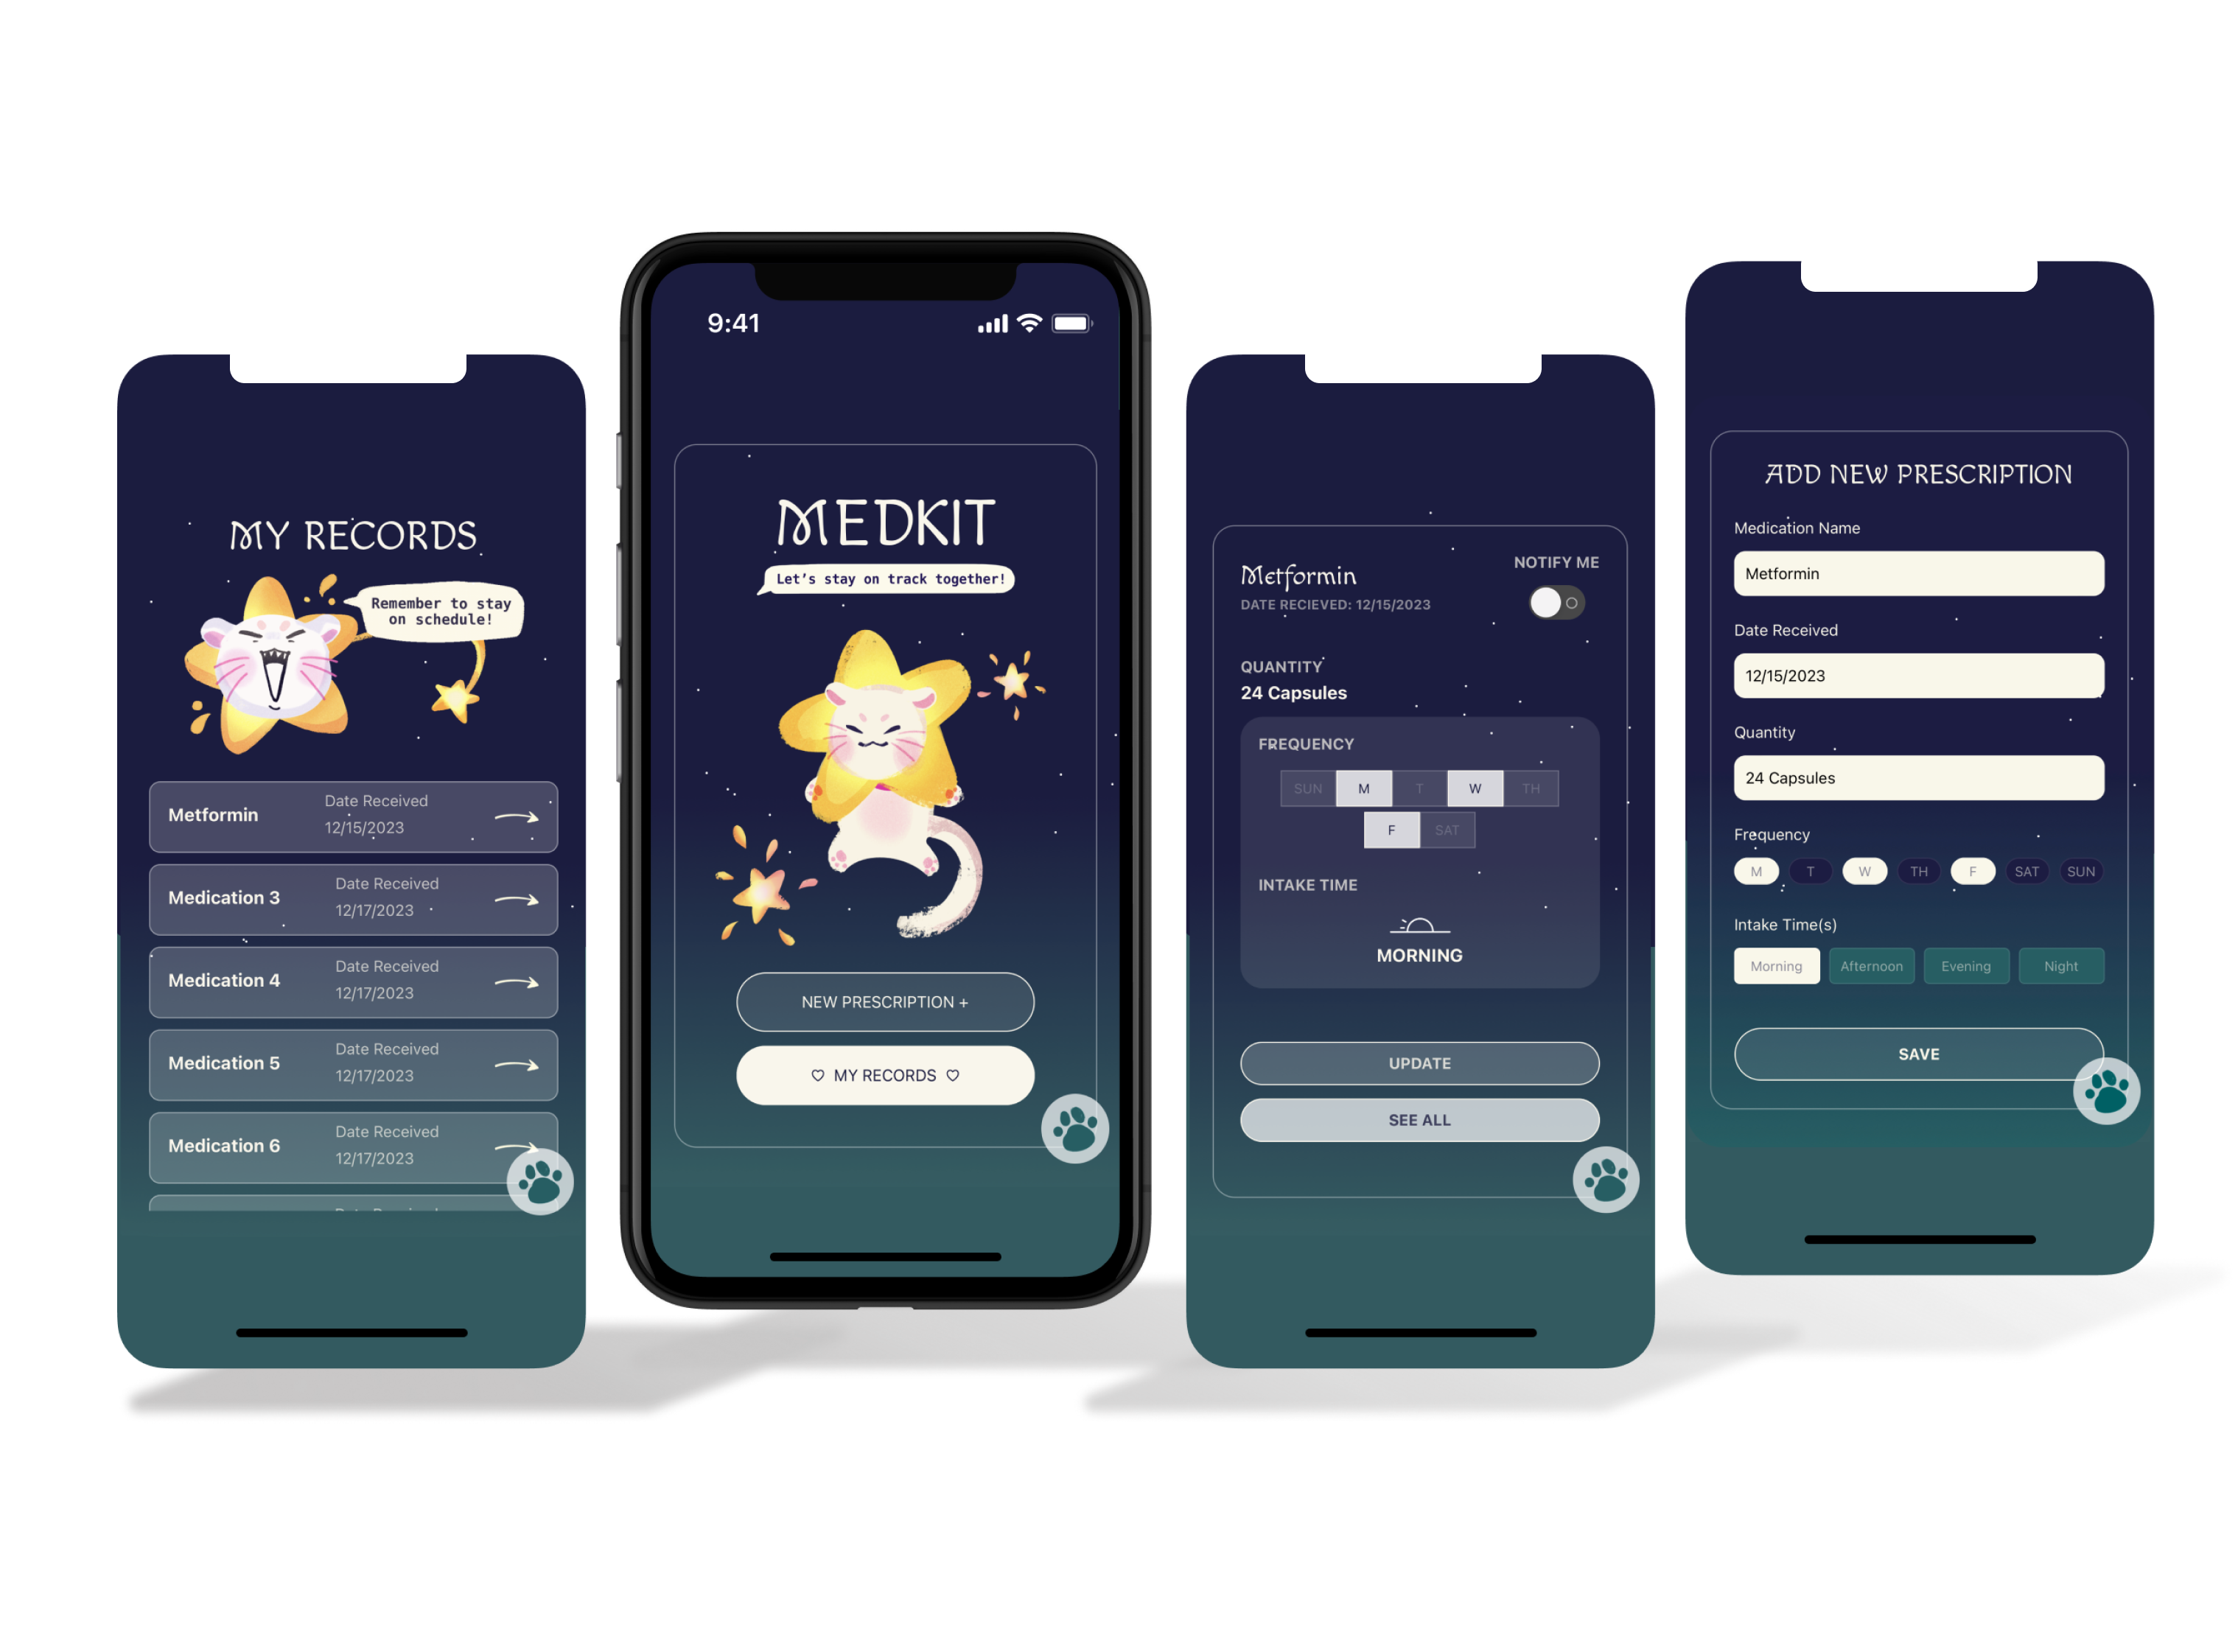 MY RECORDS
Remember to stay
on schedule!
Metformin
Date Received
12/15/2023
Medication 3
Date Received
12/17/2023
Medication 4
Date Received
12/17/2023
Medication 5
Date Received
12/17/2023
Medication 6
Date Received
12/17/2023
9:41
MEDKIT
Let's stay on track together!
NEW PRESCRIPTION +
♡ MY RECORDS ♡
Metformin
DATE RECIEVED: 12/15/2023
NOTIFY ME
QUANTITY
24 Capsules
FREQUENCY
SUN M T W TH
F SAT
INTAKE TIME
MORNING
UPDATE
SEE ALL
ADD NEW PRESCRIPTION
Medication Name
Metformin
Date Received
12/15/2023
Quantity
24 Capsules
Frequency
M T W TH F SAT SUN
Intake Time(s)
Morning Afternoon Evening Night
SAVE